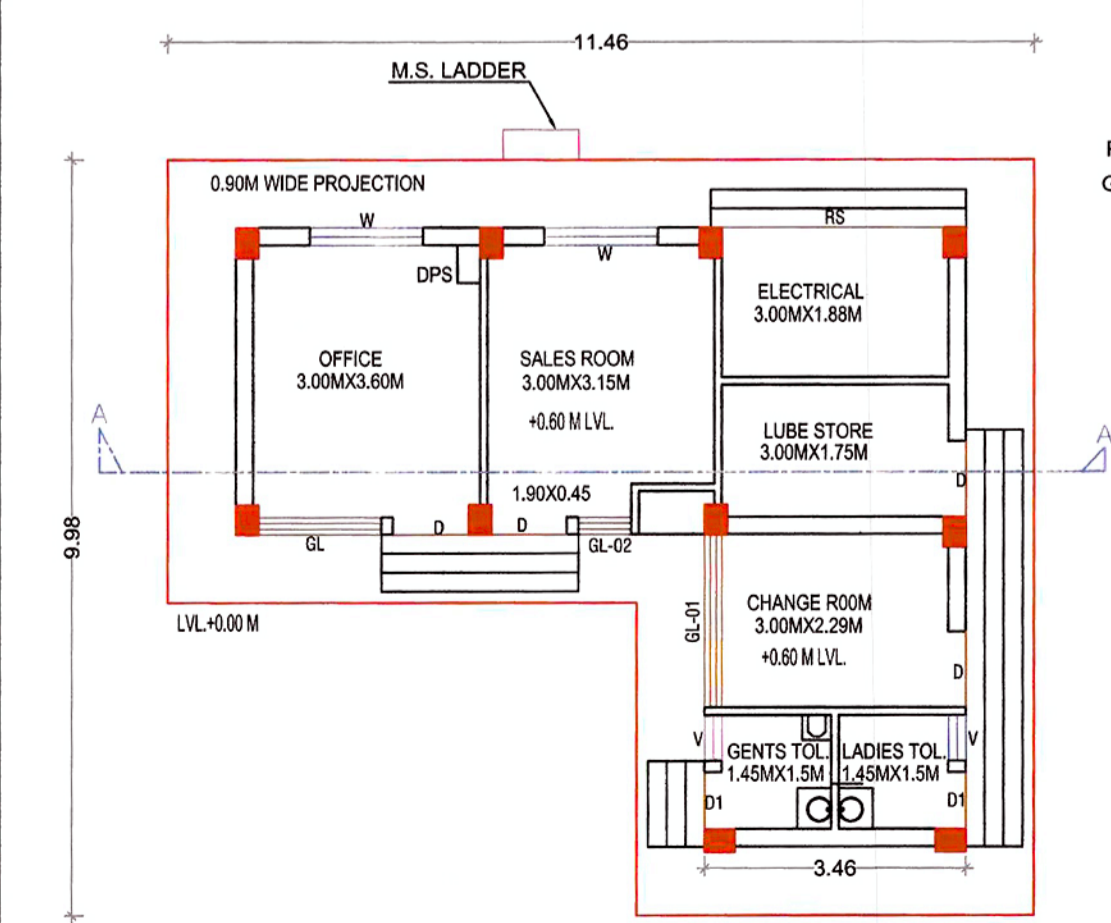 11.46
M.S. LADDER
0.90M WIDE PROJECTION
W
W
RS
DPS
ELECTRICAL
3.00MX1.88M
OFFICE
3.00MX3.60M
SALES ROOM
3.00MX3.15M
+0.60 M LVL.
A
A
LUBE STORE
3.00MX1.75M
D
1.90X0.45
D
D
GL
GL-02
9.98
LVL.+0.00 M
GL-01
CHANGE ROOM
3.00MX2.29M
+0.60 M LVL.
D
V
V
GENTS TOL.
1.45MX1.5M
LADIES TOL.
1.45MX1.5M
D1
D1
3.46